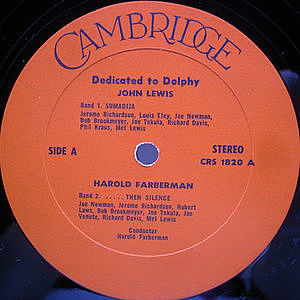 CAMBRIDGE
Dedicated to Dolphy
JOHN LEWIS
Band 1. SUMADIJA
Jerome Richardson, Louis Eley, Joe Newman,
Bob Brookmeyer, Joe Tekula, Richard Davis,
Phil Kraus, Mel Lewis
SIDE A
STEREO
CRS 1820 A
HAROLD FARBERMAN
Band 2. ..... THEN SILENCE
Joe Newman, Jerome Richardson, Hubert
Laws, Bob Brookmeyer, Joe Tekula, Joe
Venuto, Richard Davis, Mel Lewis
Conductor
Harold Farberman